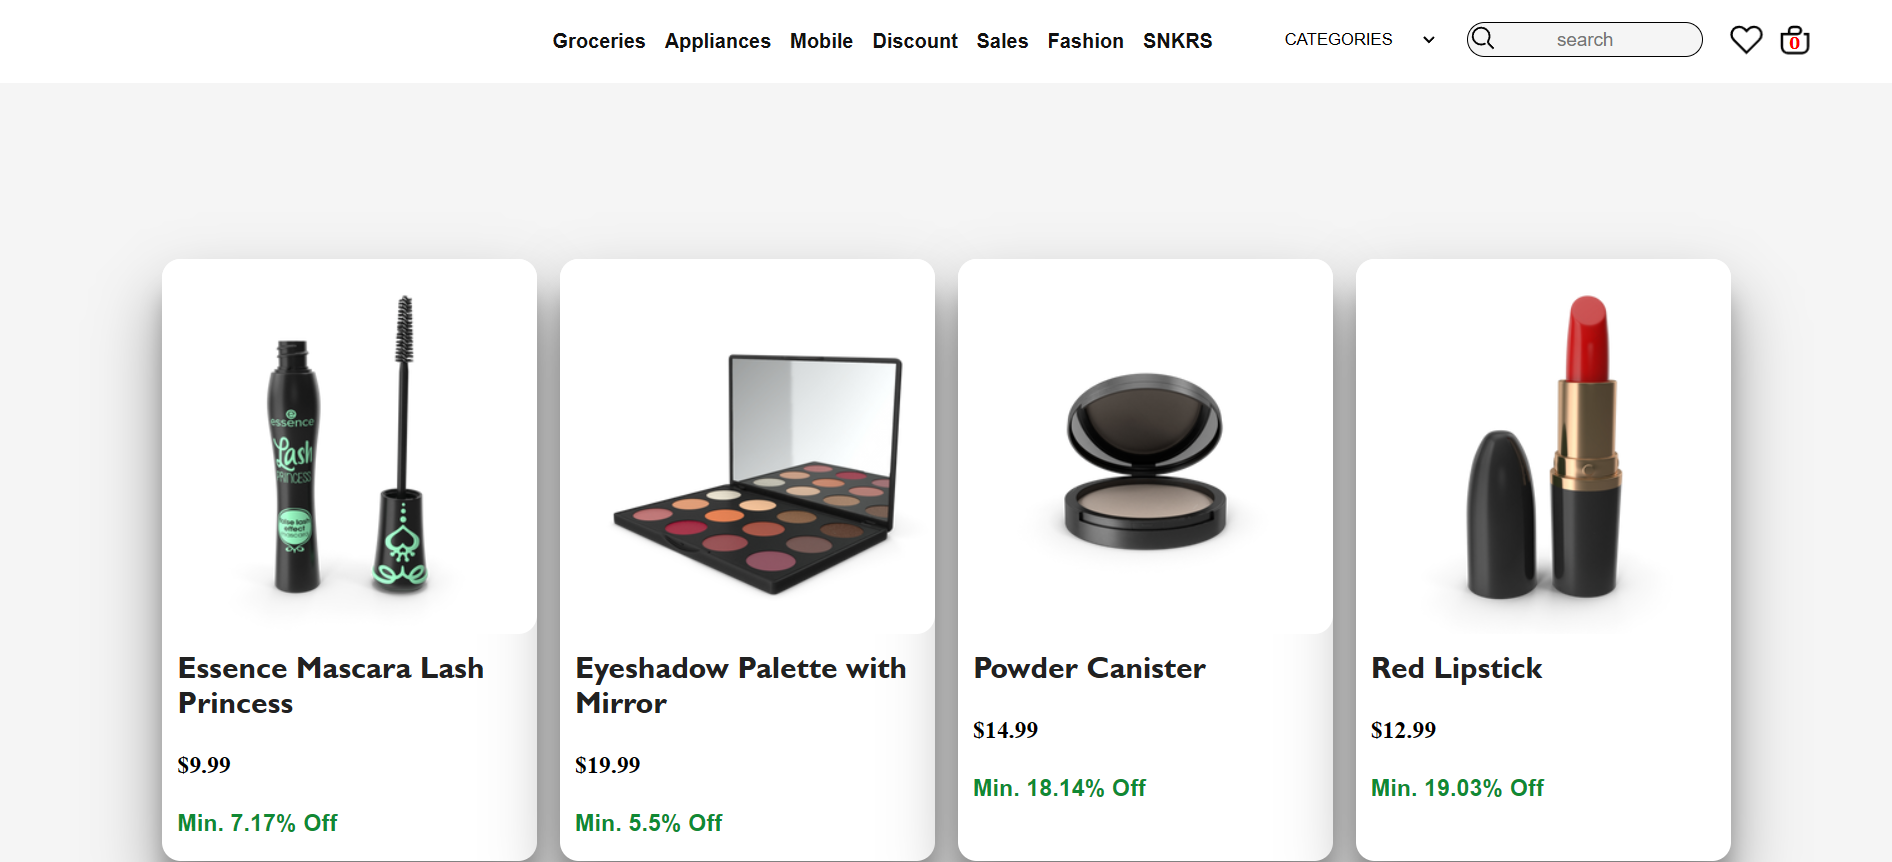 Groceries Appliances Mobile Discount Sales Fashion SNKRS CATEGORIES search 0
essence
Lash
PRINCESS
false lash
effect
Essence Mascara Lash
Princess
$9.99
Min. 7.17% Off
Eyeshadow Palette with
Mirror
$19.99
Min. 5.5% Off
Powder Canister
$14.99
Min. 18.14% Off
Red Lipstick
$12.99
Min. 19.03% Off